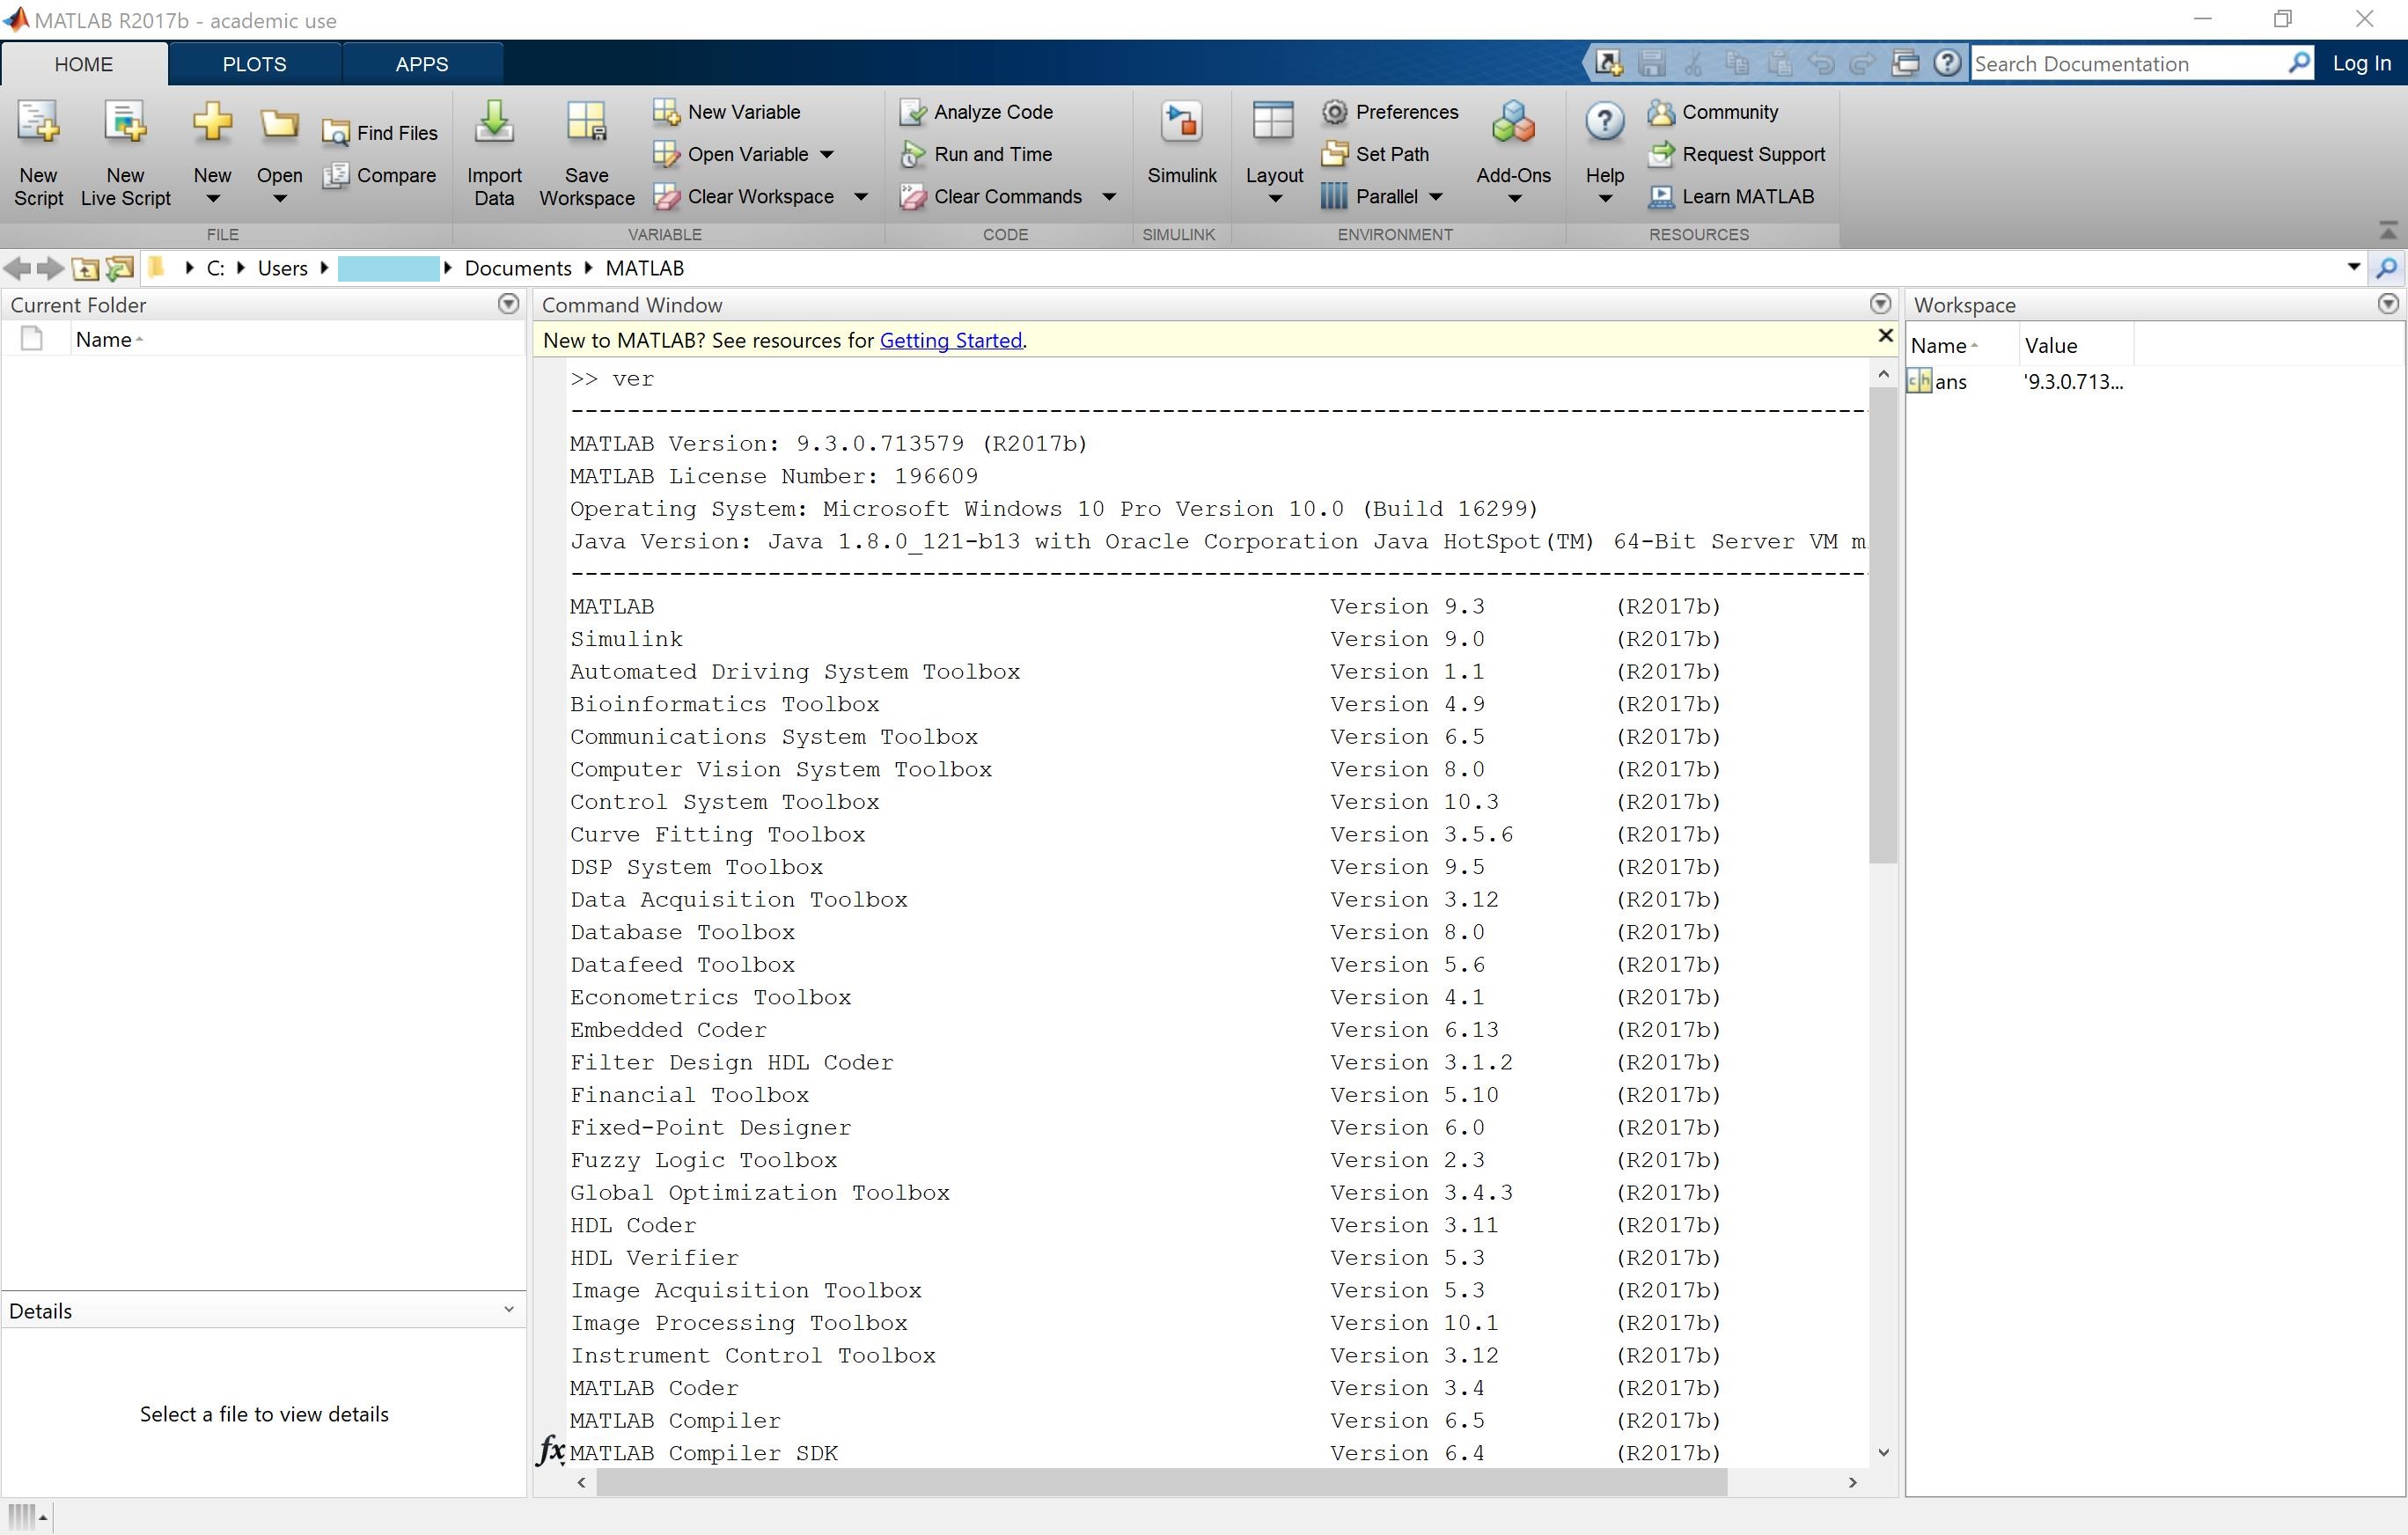 MATLAB R2017b - academic use
HOME PLOTS APPS Search Documentation Log In
New Script
New Live Script
New
Open
Find Files
Compare
FILE
Import Data
Save Workspace
New Variable
Open Variable
Clear Workspace
VARIABLE
Analyze Code
Run and Time
Clear Commands
CODE
Simulink
SIMULINK
Layout
Preferences
Set Path
Parallel
Add-Ons
ENVIRONMENT
Help
Community
Request Support
Learn MATLAB
RESOURCES
C: Users Documents MATLAB
Current Folder
Name
Details
Select a file to view details
Command Window
New to MATLAB? See resources for Getting Started.
>> ver
----------------------------------------------------------------------------------------------------
MATLAB Version: 9.3.0.713579 (R2017b)
MATLAB License Number: 196609
Operating System: Microsoft Windows 10 Pro Version 10.0 (Build 16299)
Java Version: Java 1.8.0_121-b13 with Oracle Corporation Java HotSpot(TM) 64-Bit Server VM m
----------------------------------------------------------------------------------------------------
MATLAB Version 9.3 (R2017b)
Simulink Version 9.0 (R2017b)
Automated Driving System Toolbox Version 1.1 (R2017b)
Bioinformatics Toolbox Version 4.9 (R2017b)
Communications System Toolbox Version 6.5 (R2017b)
Computer Vision System Toolbox Version 8.0 (R2017b)
Control System Toolbox Version 10.3 (R2017b)
Curve Fitting Toolbox Version 3.5.6 (R2017b)
DSP System Toolbox Version 9.5 (R2017b)
Data Acquisition Toolbox Version 3.12 (R2017b)
Database Toolbox Version 8.0 (R2017b)
Datafeed Toolbox Version 5.6 (R2017b)
Econometrics Toolbox Version 4.1 (R2017b)
Embedded Coder Version 6.13 (R2017b)
Filter Design HDL Coder Version 3.1.2 (R2017b)
Financial Toolbox Version 5.10 (R2017b)
Fixed-Point Designer Version 6.0 (R2017b)
Fuzzy Logic Toolbox Version 2.3 (R2017b)
Global Optimization Toolbox Version 3.4.3 (R2017b)
HDL Coder Version 3.11 (R2017b)
HDL Verifier Version 5.3 (R2017b)
Image Acquisition Toolbox Version 5.3 (R2017b)
Image Processing Toolbox Version 10.1 (R2017b)
Instrument Control Toolbox Version 3.12 (R2017b)
MATLAB Coder Version 3.4 (R2017b)
MATLAB Compiler Version 6.5 (R2017b)
fx MATLAB Compiler SDK Version 6.4 (R2017b)
Workspace
Name Value
ch ans '9.3.0.713...